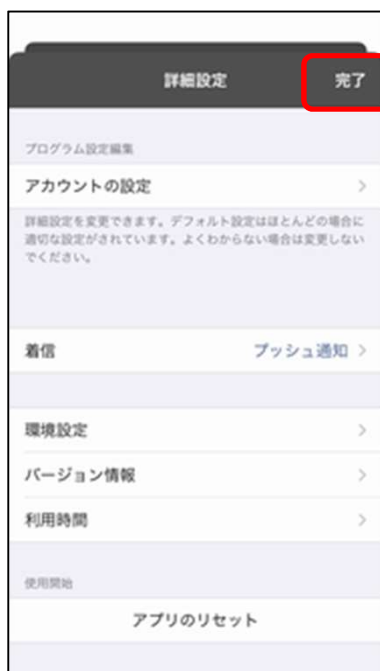 詳細設定 完了
プログラム設定編集
アカウントの設定
詳細設定を変更できます。デフォルト設定はほとんどの場合に
適切な設定がされています。よくわからない場合は変更しない
でください。
着信 プッシュ通知
環境設定
バージョン情報
利用時間
使用開始
アプリのリセット